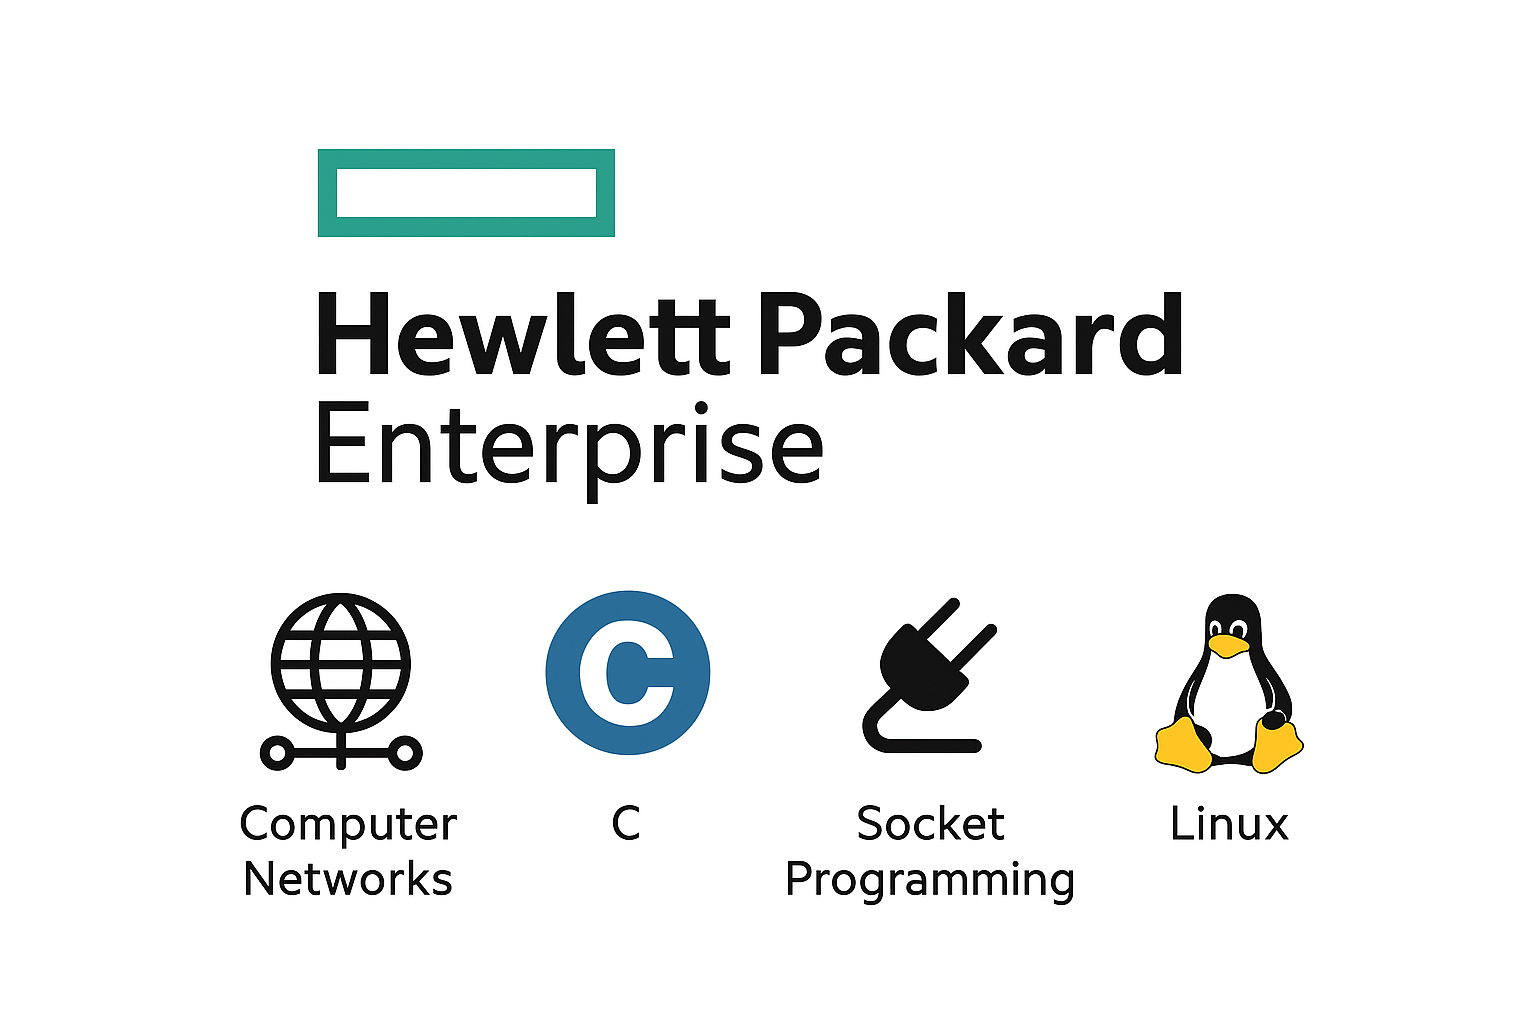 Hewlett Packard
Enterprise
C
Computer
Networks
C
Socket
Programming
Linux